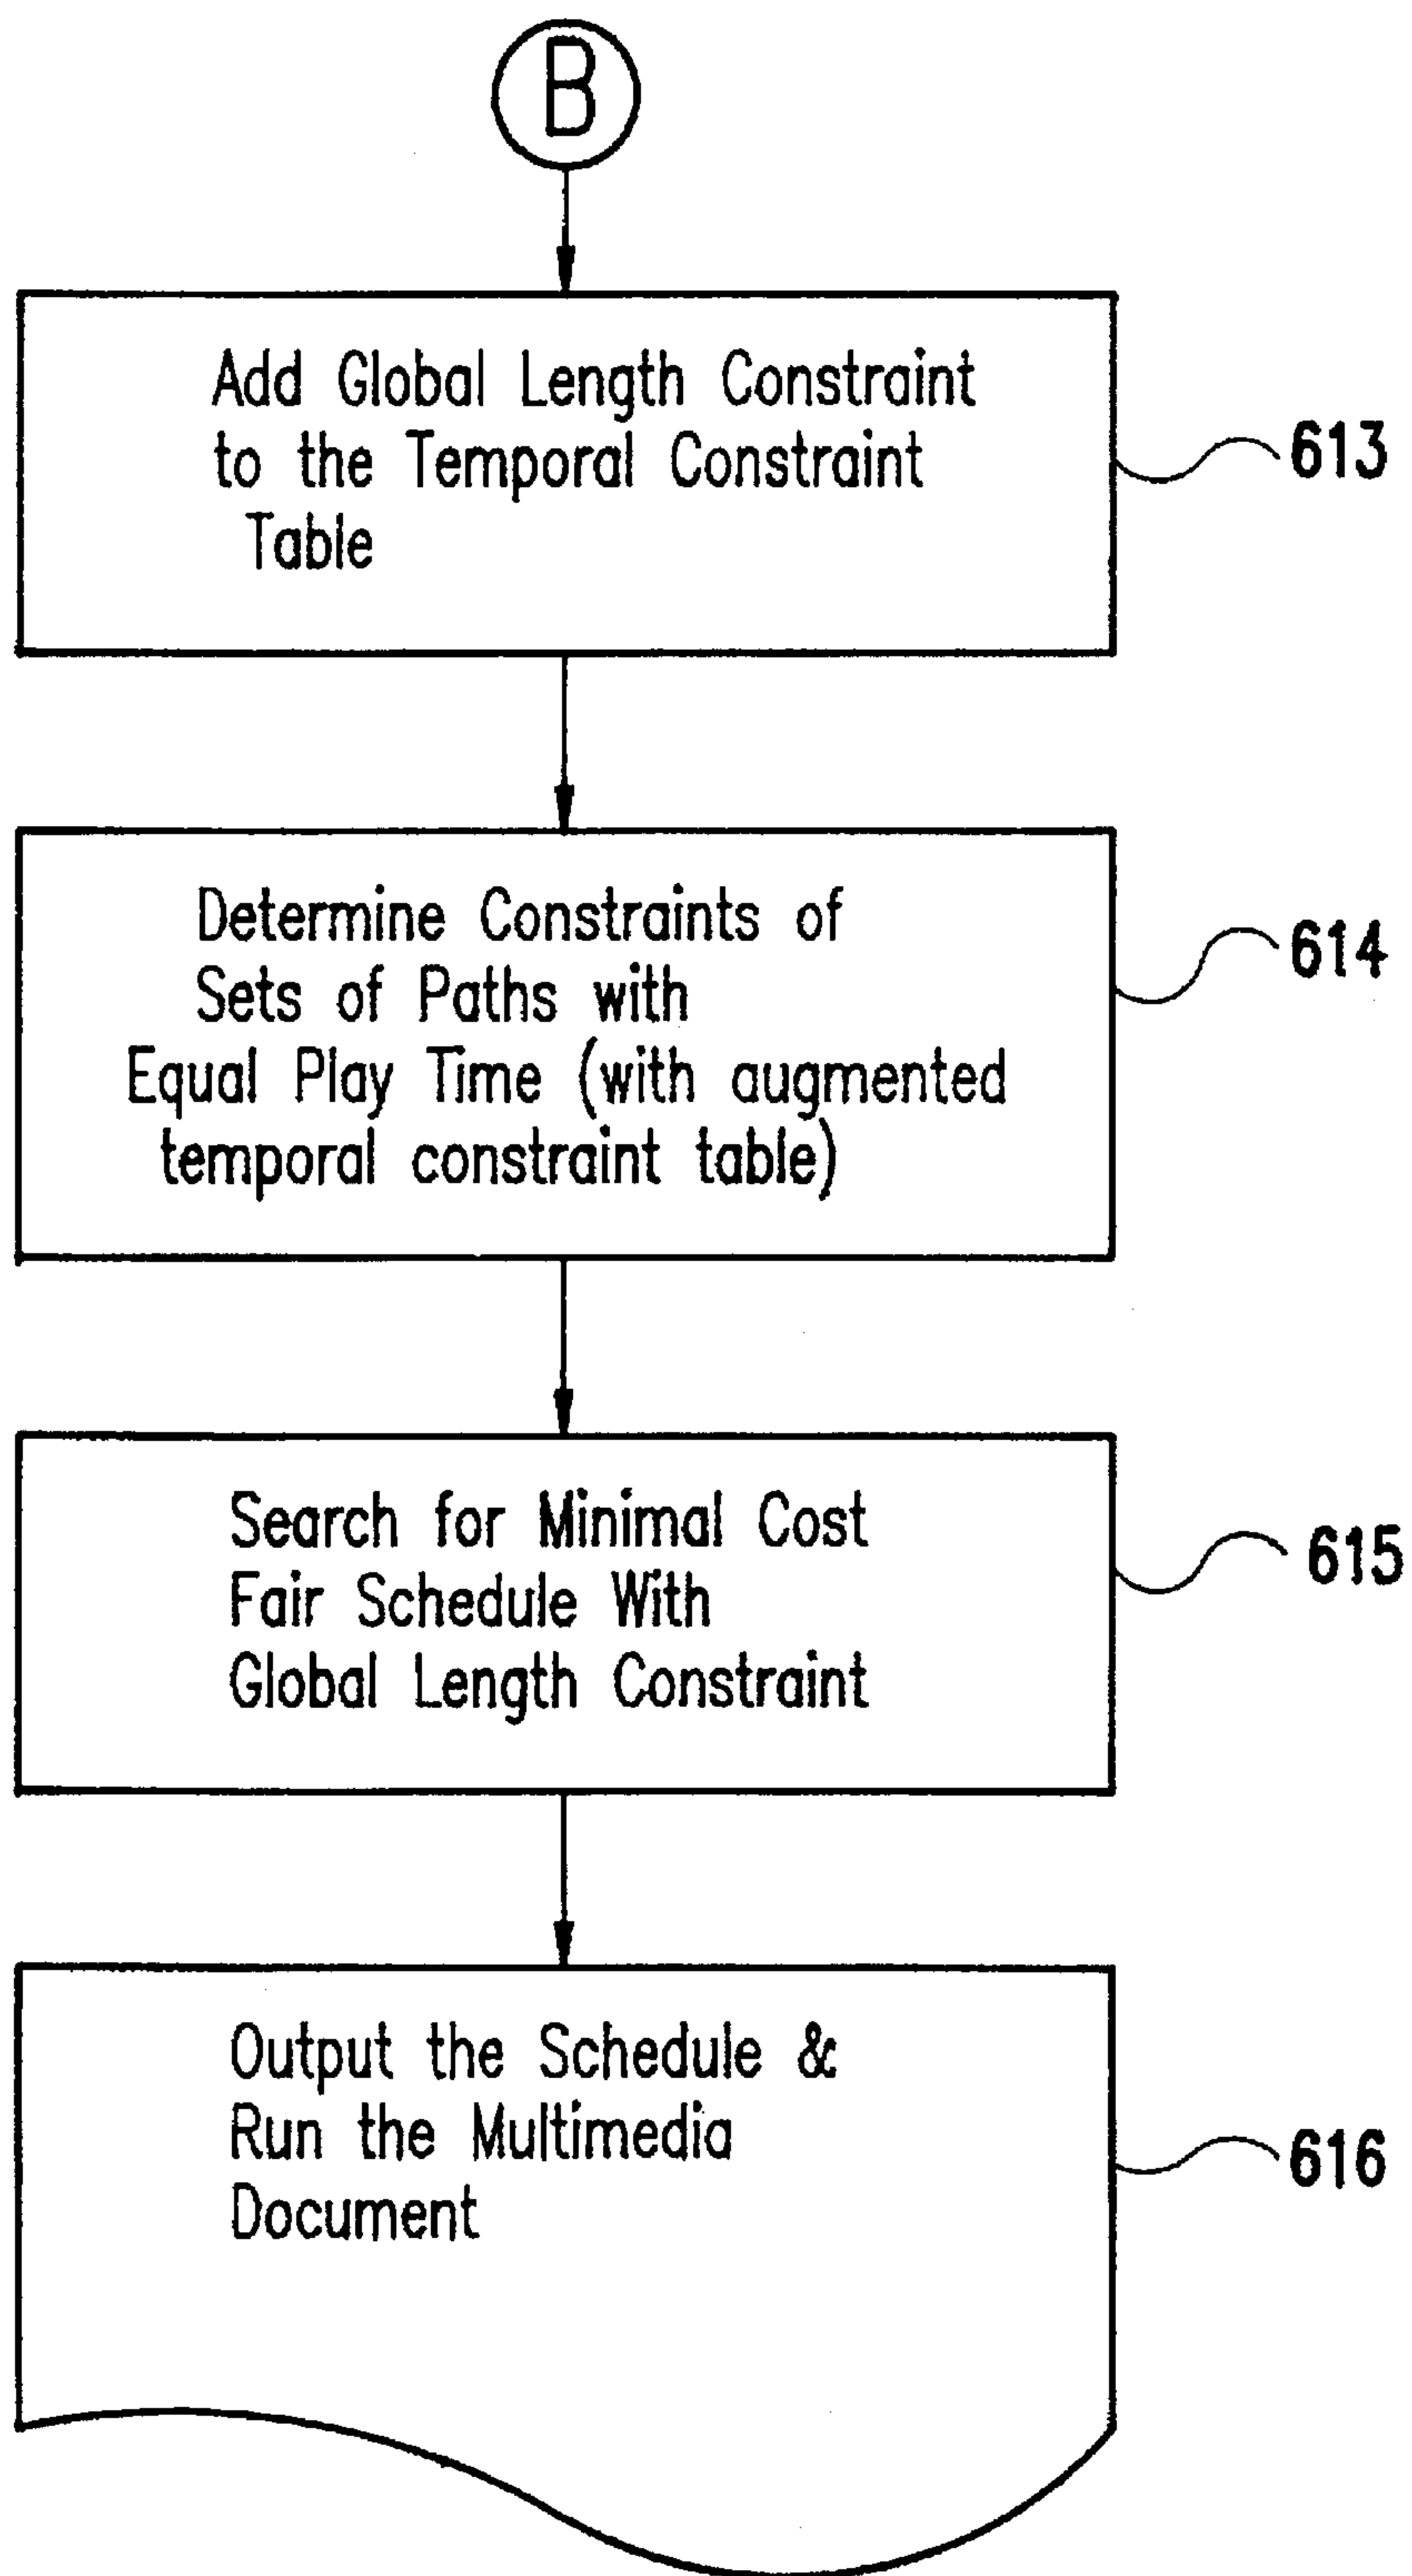 B
Add Global Length Constraint
to the Temporal Constraint
Table
613
Determine Constraints of
Sets of Paths with
Equal Play Time (with augmented
temporal constraint table)
614
Search for Minimal Cost
Fair Schedule With
Global Length Constraint
615
Output the Schedule &
Run the Multimedia
Document
616